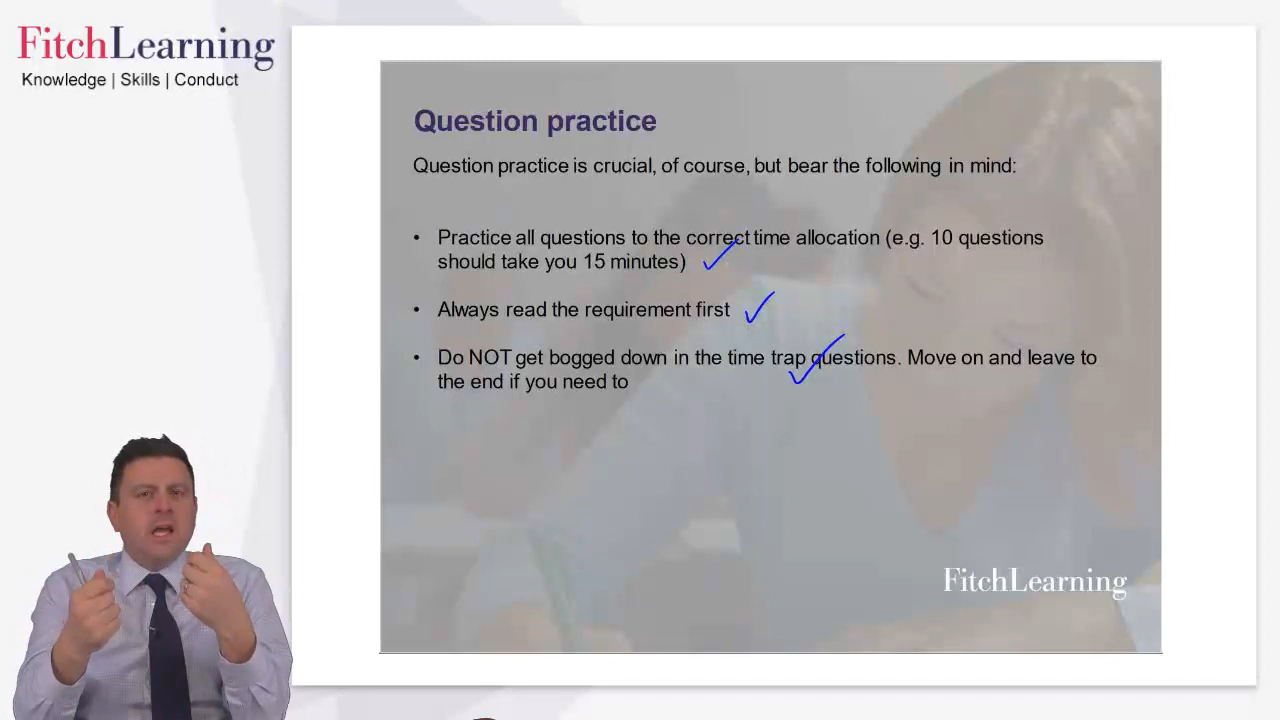 FitchLearning
Knowledge | Skills | Conduct
Question practice
Question practice is crucial, of course, but bear the following in mind:
• Practice all questions to the correct time allocation (e.g. 10 questions
should take you 15 minutes)
• Always read the requirement first
• Do NOT get bogged down in the time trap questions. Move on and leave to
the end if you need to
FitchLearning